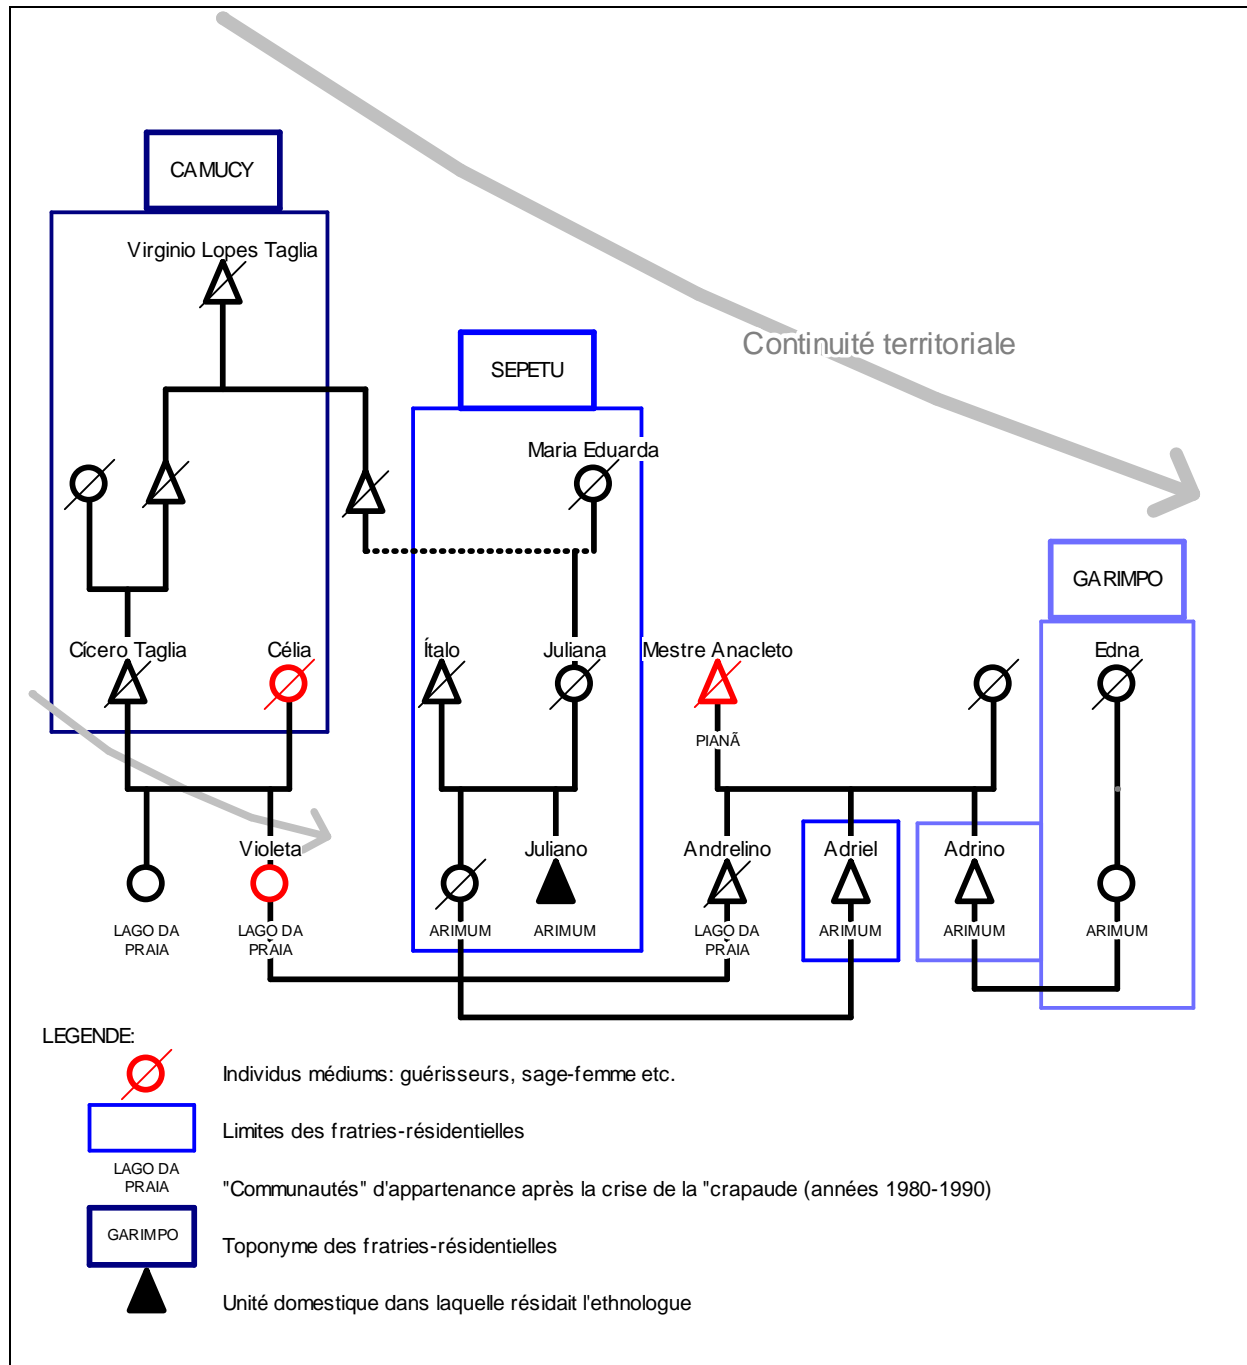 CAMUCY
Virginio Lopes Taglia
Continuité territoriale
SEPETU
Maria Eduarda
GARIMPO
Cícero Taglia
Célia
Ítalo
Juliana
Mestre Anacleto
Edna
PIANÃ
Violeta
Juliano
Andrelino
Adriel
Adrino
LAGO DA
PRAIA
LAGO DA
PRAIA
ARIMUM
ARIMUM
LAGO DA
PRAIA
ARIMUM
ARIMUM
ARIMUM
LEGENDE:
Individus médiums: guérisseurs, sage-femme etc.
Limites des fratries-résidentielles
LAGO DA
PRAIA
"Communautés" d'appartenance après la crise de la "crapaude (années 1980-1990)
GARIMPO
Toponyme des fratries-résidentielles
Unité domestique dans laquelle résidait l'ethnologue